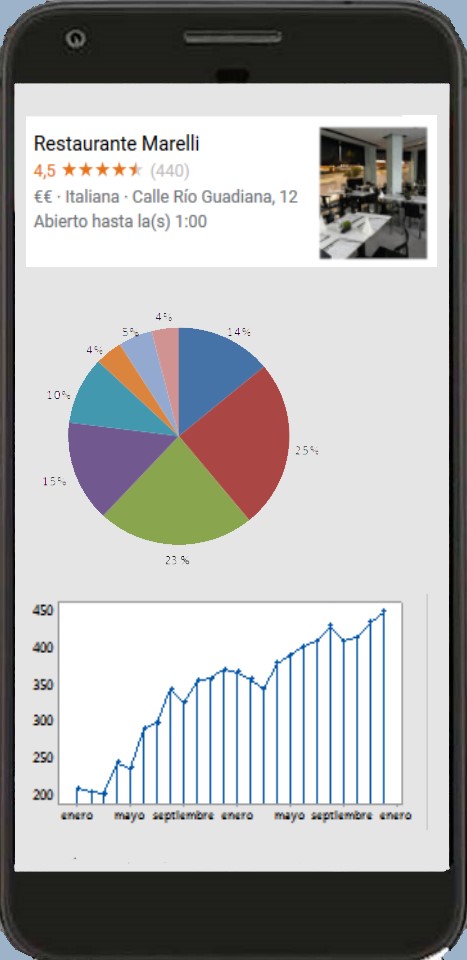 Restaurante Marelli
4,5 ★★★★★ (440)
€€ · Italiana · Calle Río Guadiana, 12
Abierto hasta la(s) 1:00
4%
5%
14%
4%
10%
25%
15%
23 %
450
400
350
300
250
200
enero mayo septiembre enero mayo septiembre enero